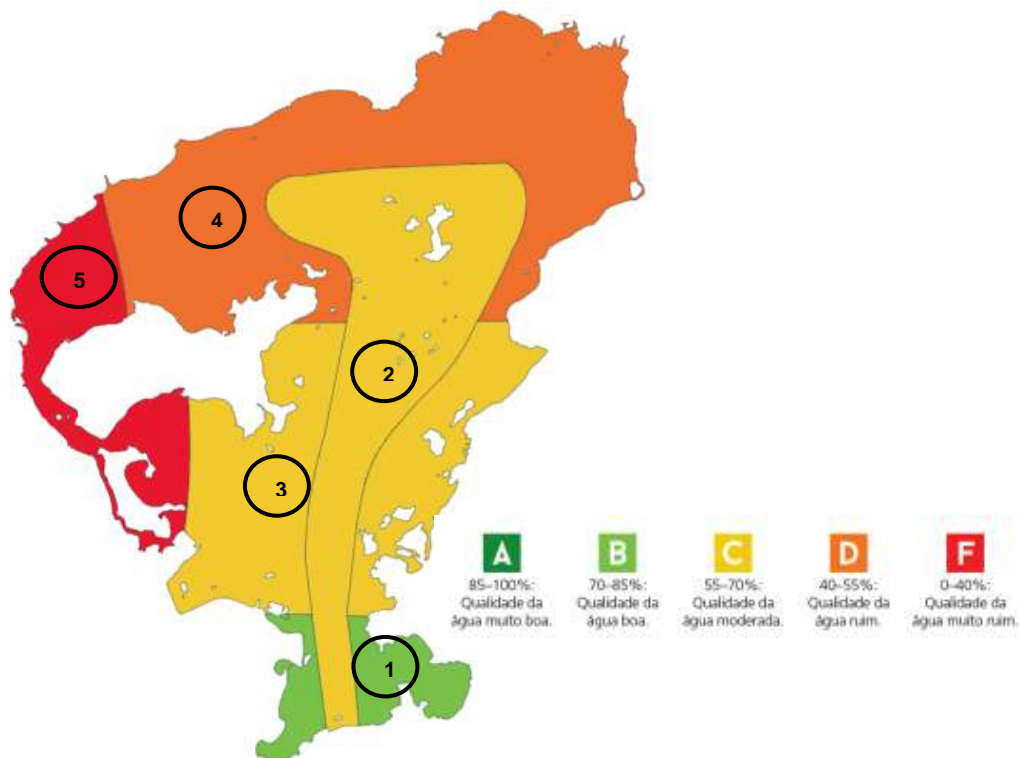 4
5
2
3
1
A
85–100%:
Qualidade da
água muito boa.
B
70–85%:
Qualidade da
água boa.
C
55–70%:
Qualidade da
água moderada.
D
40–55%:
Qualidade da
água ruim.
F
0–40%:
Qualidade da
água muito ruim.